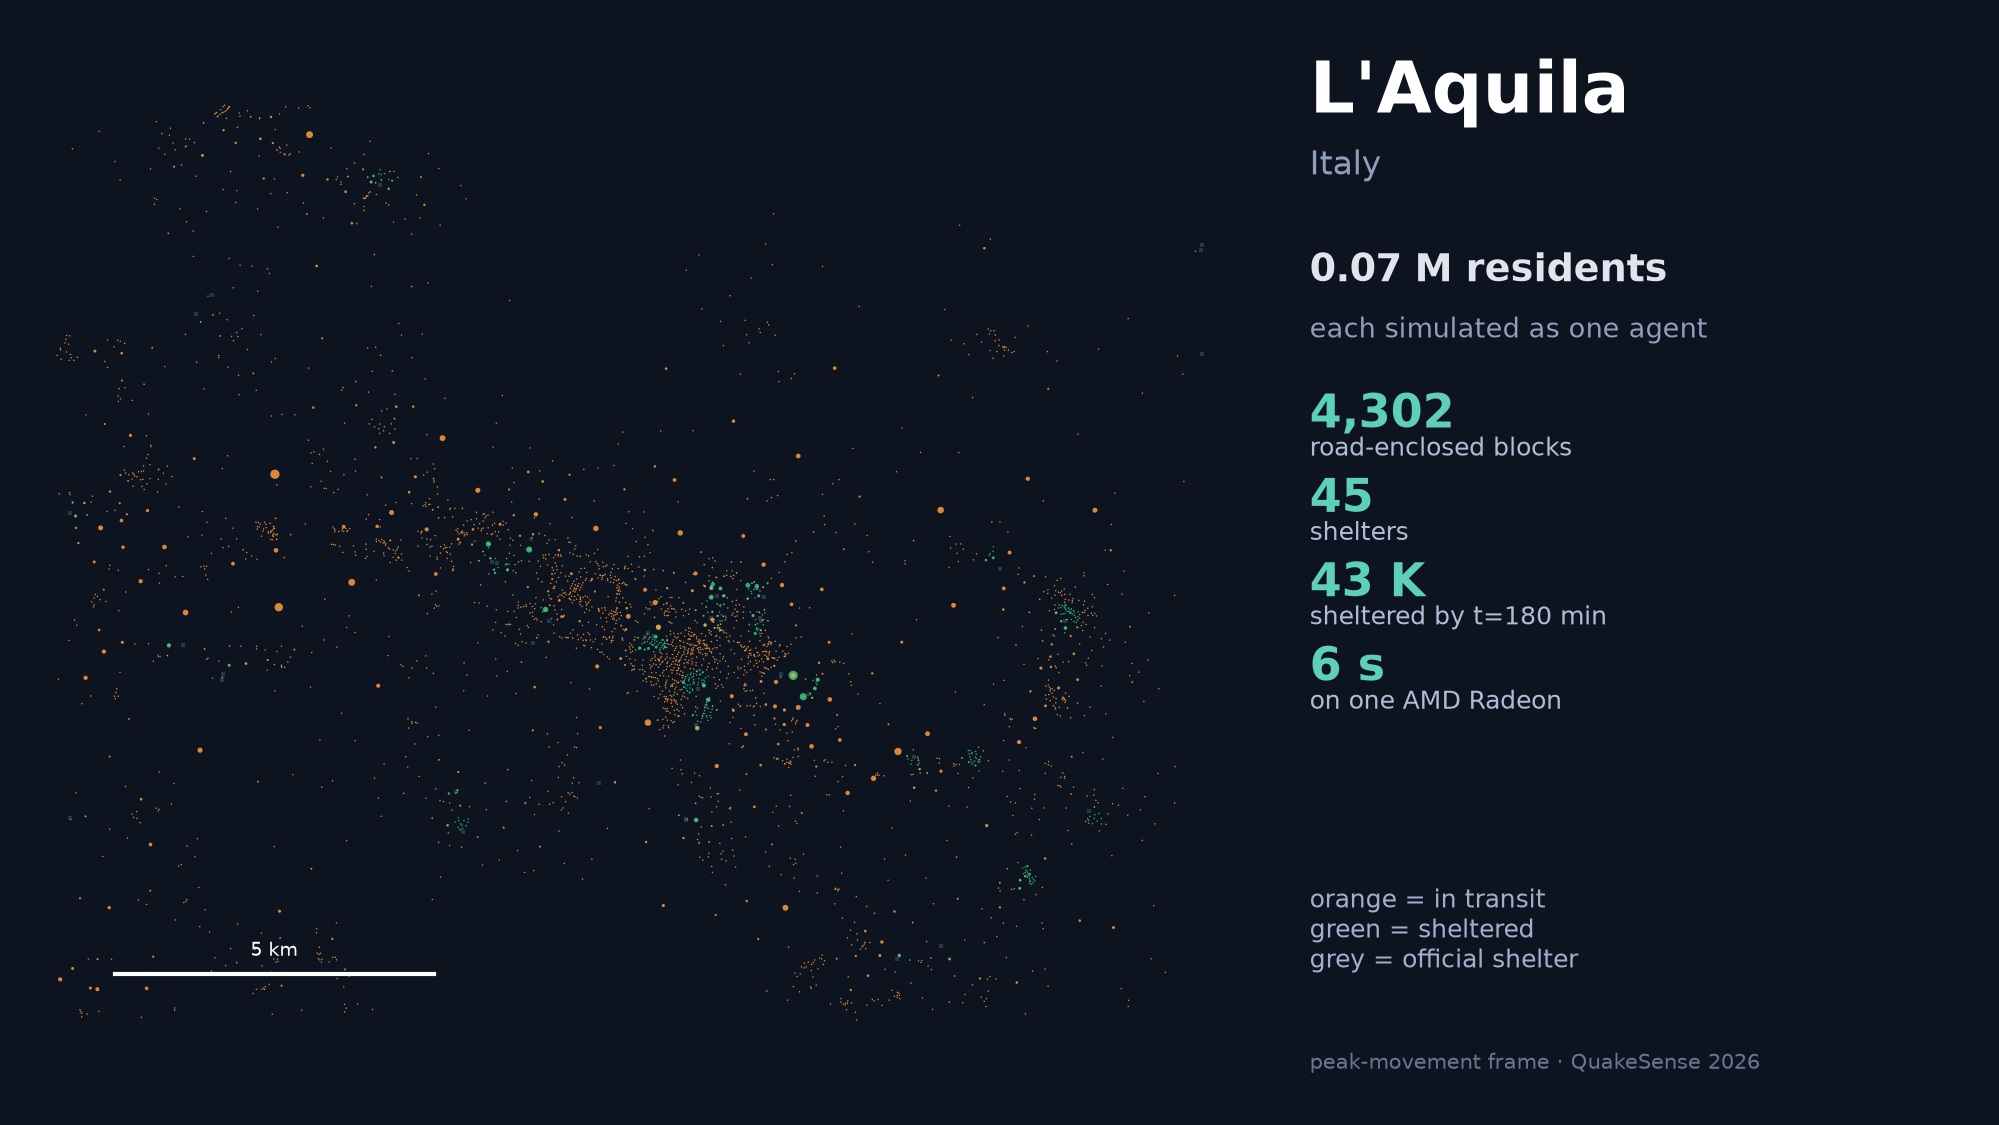 L'Aquila
Italy
0.07 M residents
each simulated as one agent
4,302
road-enclosed blocks
45
shelters
43 K
sheltered by t=180 min
6 s
on one AMD Radeon
orange = in transit
green = sheltered
grey = official shelter
5 km
peak-movement frame · QuakeSense 2026